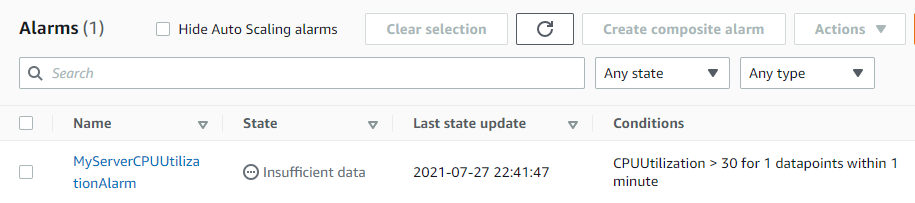 Alarms (1) Hide Auto Scaling alarms Clear selection Create composite alarm Actions
Search Any state Any type
Name State Last state update Conditions
MyServerCPUUtiliza
tionAlarm
Insufficient data
2021-07-27 22:41:47
CPUUtilization > 30 for 1 datapoints within 1
minute